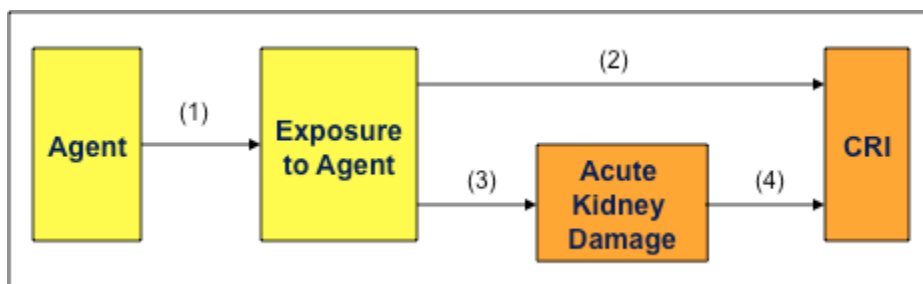 Agent
(1)
Exposure
to Agent
(2)
(3)
Acute
Kidney
Damage
(4)
CRI